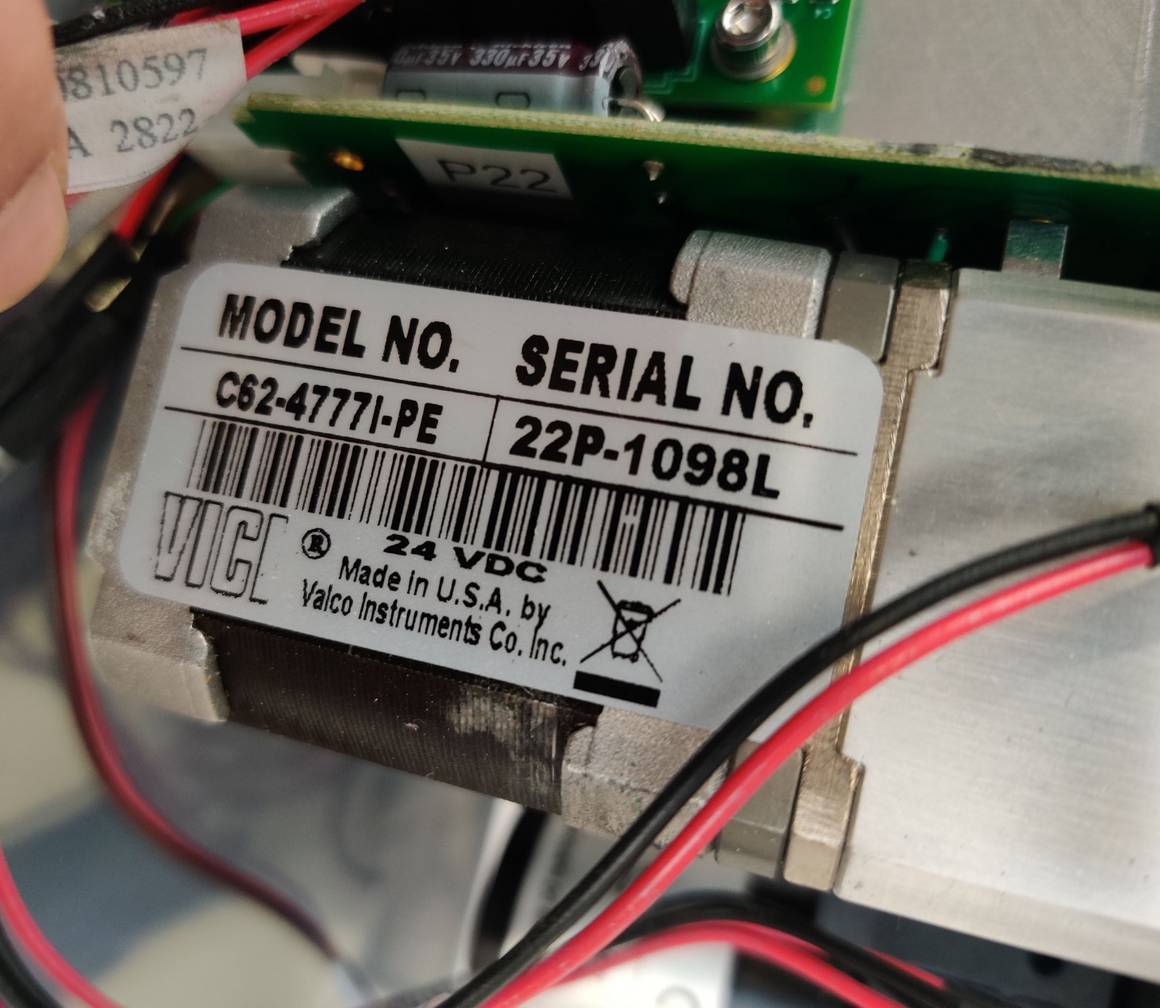 0810597
A 2822
330µF35V
P22
MODEL NO. SERIAL NO.
C62-4777I-PE 22P-1098L
VICI ® 24 VDC
Made in U.S.A. by
Valco Instruments Co. Inc.